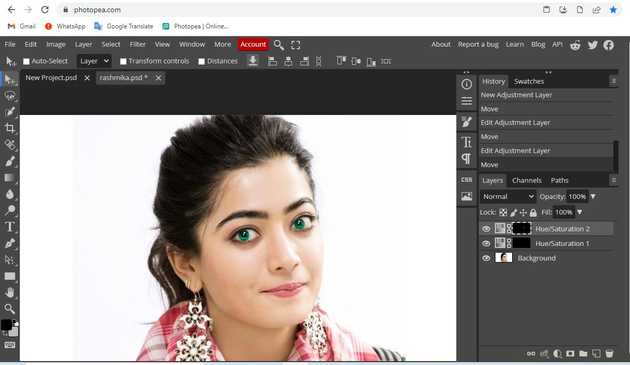 photopea.com
Gmail
WhatsApp
Google Translate
Photopea | Online...
File Edit Image Layer Select Filter View Window More Account
About Report a bug Learn Blog API
Auto-Select Layer Transform controls Distances
New Project.psd
rashmika.psd *
History Swatches
New Adjustment Layer
Move
Edit Adjustment Layer
Move
Edit Adjustment Layer
Move
CSS
Layers Channels Paths
Normal Opacity: 100%
Lock: Fill: 100%
Hue/Saturation 2
Hue/Saturation 1
Background